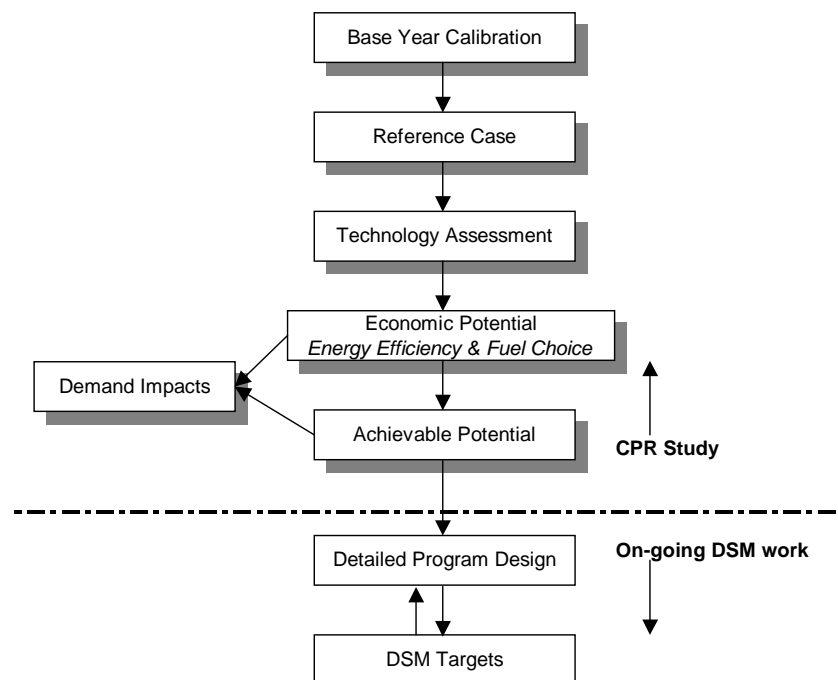 Base Year Calibration
Reference Case
Technology Assessment
Economic Potential
Energy Efficiency & Fuel Choice
Demand Impacts
Achievable Potential
CPR Study
On-going DSM work
Detailed Program Design
DSM Targets